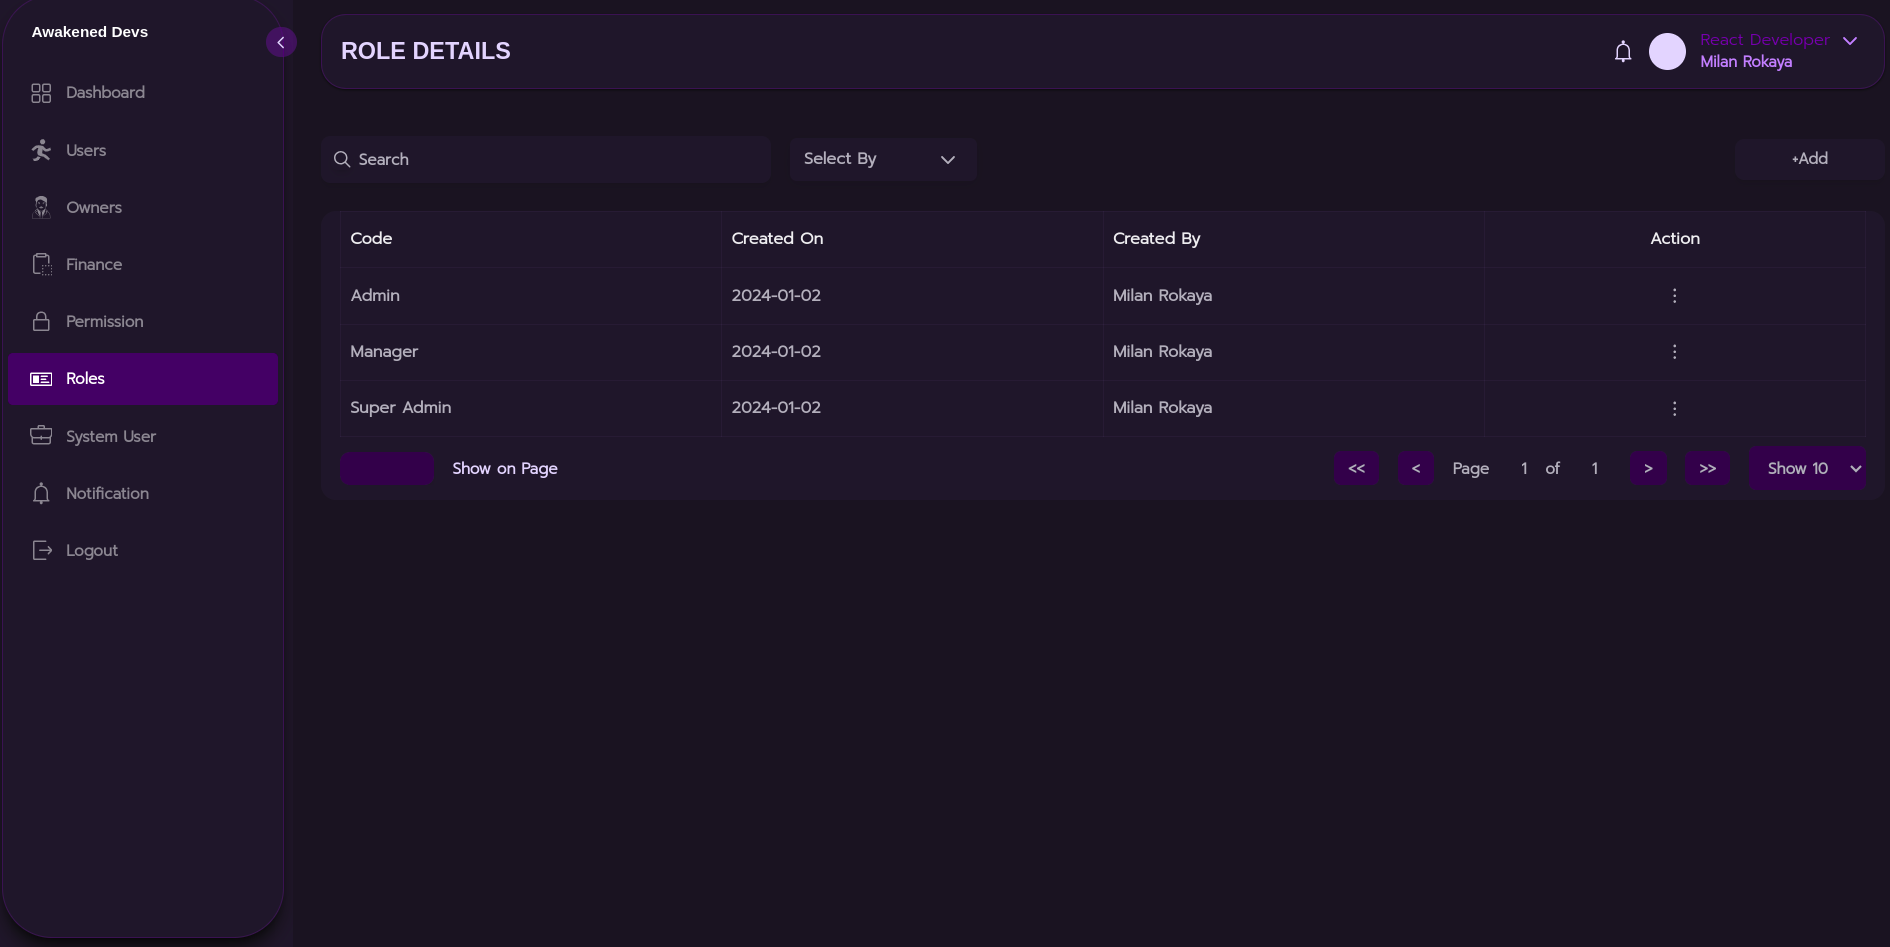 Awakened Devs
Dashboard
Users
Owners
Finance
Permission
Roles
System User
Notification
Logout
ROLE DETAILS
React Developer
Milan Rokaya
Search
Select By
+Add
Code Created On Created By Action
Admin 2024-01-02 Milan Rokaya
Manager 2024-01-02 Milan Rokaya
Super Admin 2024-01-02 Milan Rokaya
Show on Page << < Page 1 of 1 > >> Show 10